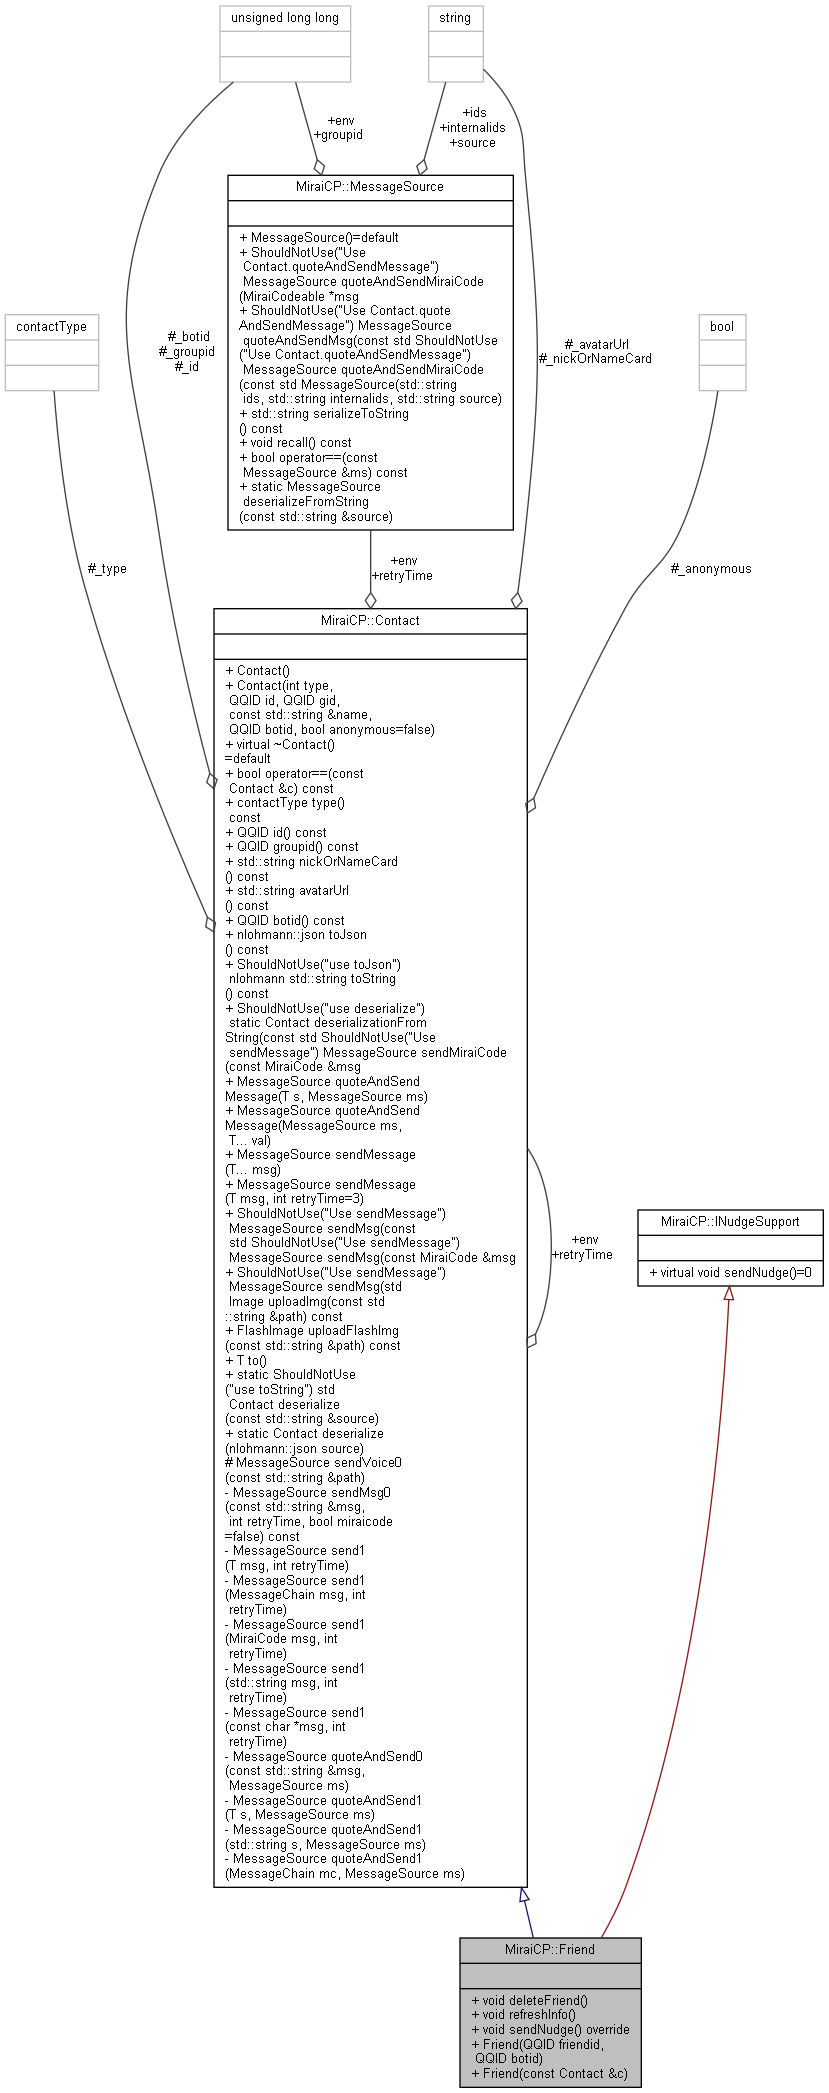 unsigned long long
string
+env
+groupid
+ids
+internalids
+source
MiraiCP::MessageSource
+ MessageSource()=default
+ ShouldNotUse("Use
Contact.quoteAndSendMessage")
MessageSource quoteAndSendMiraiCode
(MiraiCodeable *msg
+ ShouldNotUse("Use Contact.quote
AndSendMessage") MessageSource
quoteAndSendMsg(const std ShouldNotUse
("Use Contact.quoteAndSendMessage")
MessageSource quoteAndSendMiraiCode
(const std MessageSource(std::string
ids, std::string internalids, std::string source)
+ std::string serializeToString
() const
+ void recall() const
+ bool operator==(const
MessageSource &ms) const
+ static MessageSource
deserializeFromString
(const std::string &source)
contactType
bool
#_botid
#_groupid
#_id
#_avatarUrl
#_nickOrNameCard
#_type
+env
+retryTime
#_anonymous
MiraiCP::Contact
+ Contact()
+ Contact(int type,
QQID id, QQID gid,
const std::string &name,
QQID botid, bool anonymous=false)
+ virtual ~Contact()
=default
+ bool operator==(const
Contact &c) const
+ contactType type()
const
+ QQID id() const
+ QQID groupid() const
+ std::string nickOrNameCard
() const
+ std::string avatarUrl
() const
+ QQID botid() const
+ nlohmann::json toJson
() const
+ ShouldNotUse("use toJson")
nlohmann std::string toString
() const
+ ShouldNotUse("use deserialize")
static Contact deserializationFrom
String(const std ShouldNotUse("Use
sendMessage") MessageSource sendMiraiCode
(const MiraiCode &msg
+ MessageSource quoteAndSend
Message(T s, MessageSource ms)
+ MessageSource quoteAndSend
Message(MessageSource ms,
T... val)
+ MessageSource sendMessage
(T... msg)
+ MessageSource sendMessage
(T msg, int retryTime=3)
+ ShouldNotUse("Use sendMessage")
MessageSource sendMsg(const
std ShouldNotUse("Use sendMessage")
MessageSource sendMsg(const MiraiCode &msg
+ ShouldNotUse("Use sendMessage")
MessageSource sendMsg(std
Image uploadImg(const std
::string &path) const
+ FlashImage uploadFlashImg
(const std::string &path) const
+ T to()
+ static ShouldNotUse
("use toString") std
Contact deserialize
(const std::string &source)
+ static Contact deserialize
(nlohmann::json source)
# MessageSource sendVoice0
(const std::string &path)
- MessageSource sendMsg0
(const std::string &msg,
int retryTime, bool miraicode
=false) const
- MessageSource send1
(T msg, int retryTime)
- MessageSource send1
(MessageChain msg, int
retryTime)
- MessageSource send1
(MiraiCode msg, int
retryTime)
- MessageSource send1
(std::string msg, int
retryTime)
- MessageSource send1
(const char *msg, int
retryTime)
- MessageSource quoteAndSend0
(const std::string &msg,
MessageSource ms)
- MessageSource quoteAndSend1
(T s, MessageSource ms)
- MessageSource quoteAndSend1
(std::string s, MessageSource ms)
- MessageSource quoteAndSend1
(MessageChain mc, MessageSource ms)
+env
+retryTime
MiraiCP::INudgeSupport
+ virtual void sendNudge()=0
MiraiCP::Friend
+ void deleteFriend()
+ void refreshInfo()
+ void sendNudge() override
+ Friend(QQID friendid,
QQID botid)
+ Friend(const Contact &c)